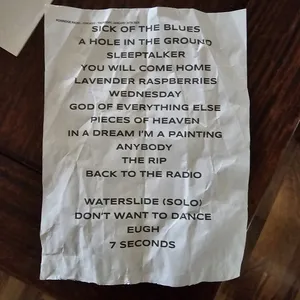 SICK OF THE BLUES
A HOLE IN THE GROUND
SLEEPTALKER
YOU WILL COME HOME
LAVENDER RASPBERRIES
WEDNESDAY
GOD OF EVERYTHING ELSE
PIECES OF HEAVEN
IN A DREAM I'M A PAINTING
ANYBODY
THE RIP
BACK TO THE RADIO
WATERSLIDE (SOLO)
DON'T WANT TO DANCE
EUGH
7 SECONDS